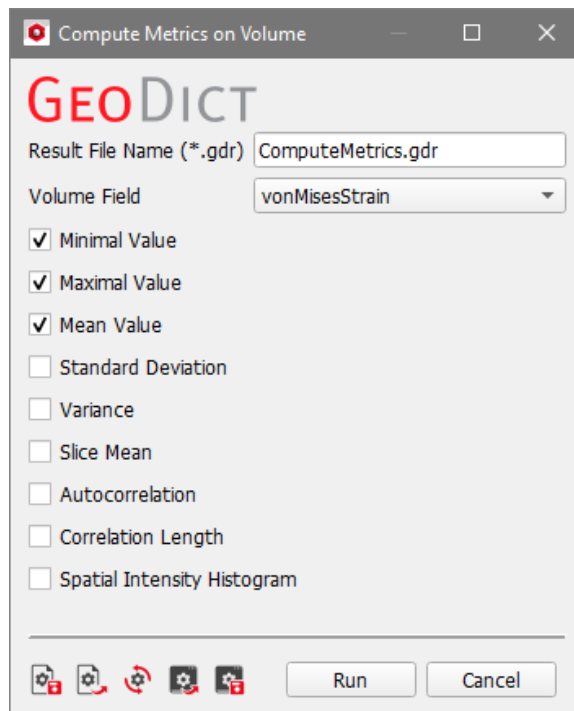 Compute Metrics on Volume
GEODICT
Result File Name (*.gdr) ComputeMetrics.gdr
Volume Field vonMisesStrain
Minimal Value
Maximal Value
Mean Value
Standard Deviation
Variance
Slice Mean
Autocorrelation
Correlation Length
Spatial Intensity Histogram
Run Cancel